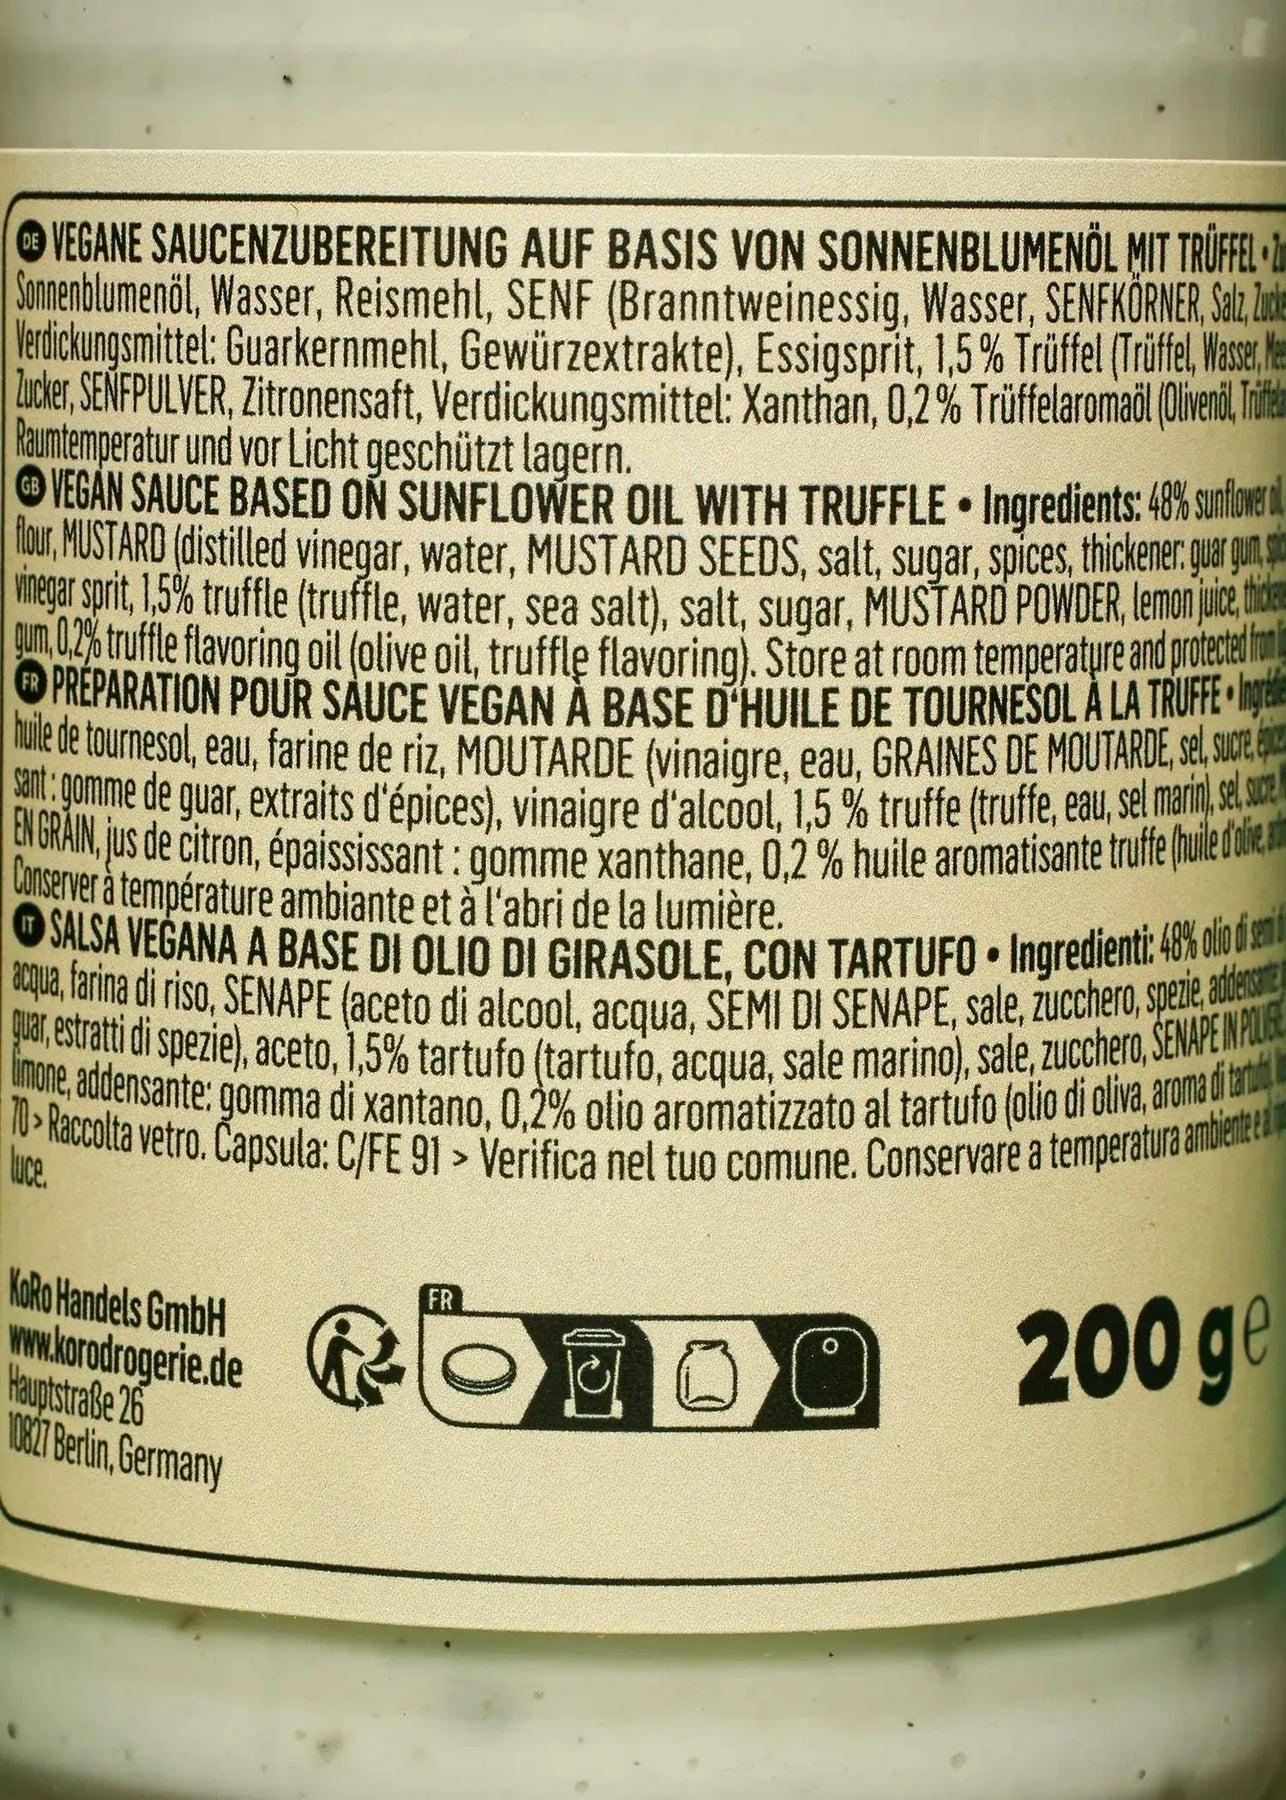 DE VEGANE SAUCENZUBEREITUNG AUF BASIS VON SONNENBLUMENÖL MIT TRÜFFEL •
Sonnenblumenöl, Wasser, Reismehl, SENF (Branntweinessig, Wasser, SENFKÖRNER, Salz,
Verdickungsmittel: Guarkernmehl, Gewürzextrakte), Essigsprit, 1,5 % Trüffel (Trüffel, Wasser,
Zucker, SENFPULVER, Zitronensaft, Verdickungsmittel: Xanthan, 0,2 % Trüffelaromaöl (Olivenöl,
Raumtemperatur und vor Licht geschützt lagern.
GB VEGAN SAUCE BASED ON SUNFLOWER OIL WITH TRUFFLE • Ingredients: 48% sunflower
flour, MUSTARD (distilled vinegar, water, MUSTARD SEEDS, salt, sugar, spices, thickener: guar gum,
vinegar sprit, 1,5% truffle (truffle, water, sea salt), salt, sugar, MUSTARD POWDER, lemon juice,
gum, 0,2% truffle flavoring oil (olive oil, truffle flavoring). Store at room temperature and protected from
FR PRÉPARATION POUR SAUCE VEGAN À BASE D'HUILE DE TOURNESOL À LA TRUFFE •
huile de tournesol, eau, farine de riz, MOUTARDE (vinaigre, eau, GRAINES DE MOUTARDE, sel, sucre,
sant : gomme de guar, extraits d'épices), vinaigre d'alcool, 1,5 % truffe (truffe, eau, sel marin), sel,
EN GRAIN, jus de citron, épaississant : gomme xanthane, 0,2 % huile aromatisante truffe (huile d'olive,
Conserver à température ambiante et à l'abri de la lumière.
IT SALSA VEGANA A BASE DI OLIO DI GIRASOLE, CON TARTUFO • Ingredienti: 48% olio di
acqua, farina di riso, SENAPE (aceto di alcool, acqua, SEMI DI SENAPE, sale, zucchero, spezie,
guar, estratti di spezie), aceto, 1,5% tartufo (tartufo, acqua, sale marino), sale, zucchero, SENAPE IN
limone, addensante: gomma di xantano, 0,2% olio aromatizzato al tartufo (olio di oliva, aroma di
70 > Raccolta vetro. Capsula: C/FE 91 > Verifica nel tuo comune. Conservare a temperatura ambiente e
luce.
KoRo Handels GmbH
www.korodrogerie.de
Hauptstraße 26
10827 Berlin, Germany
FR
200 g e